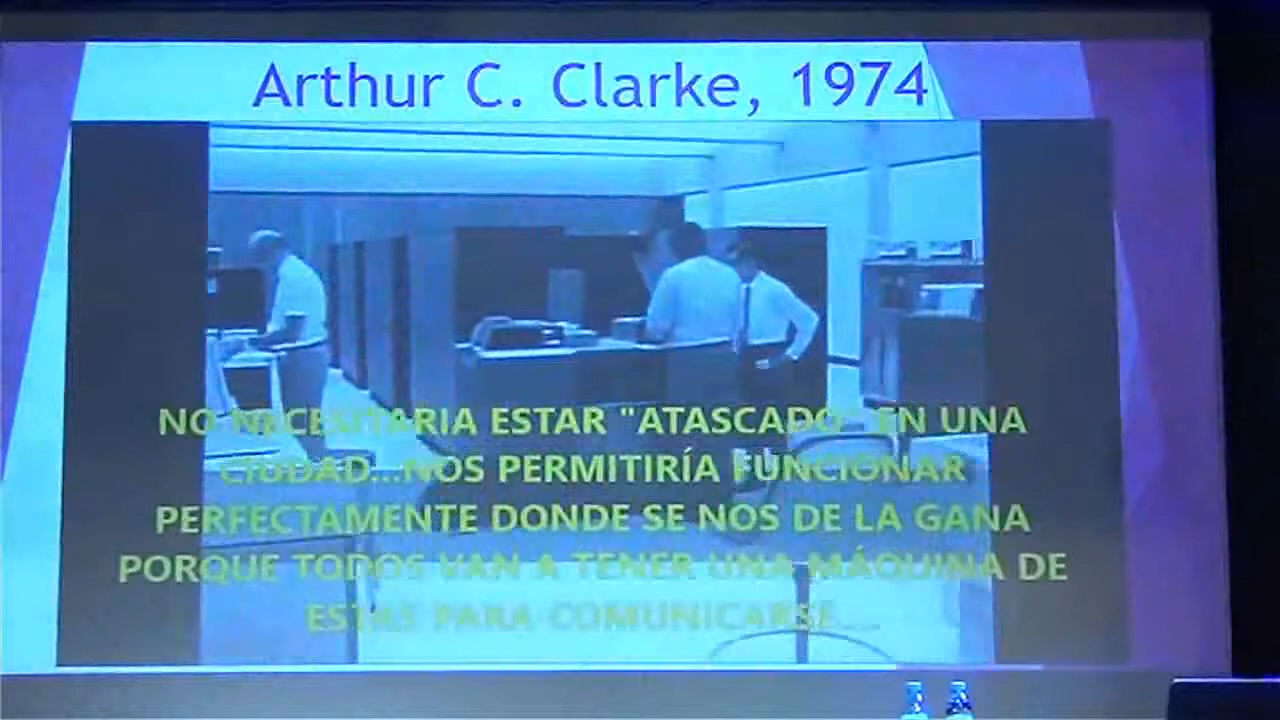 Arthur C. Clarke, 1974
NO NECESITARIA ESTAR "ATASCADO" EN UNA
CIUDAD...NOS PERMITIRÍA FUNCIONAR
PERFECTAMENTE DONDE SE NOS DE LA GANA
PORQUE TODOS VAN A TENER UNA MÁQUINA DE
ESTAS PARA COMUNICARSE....